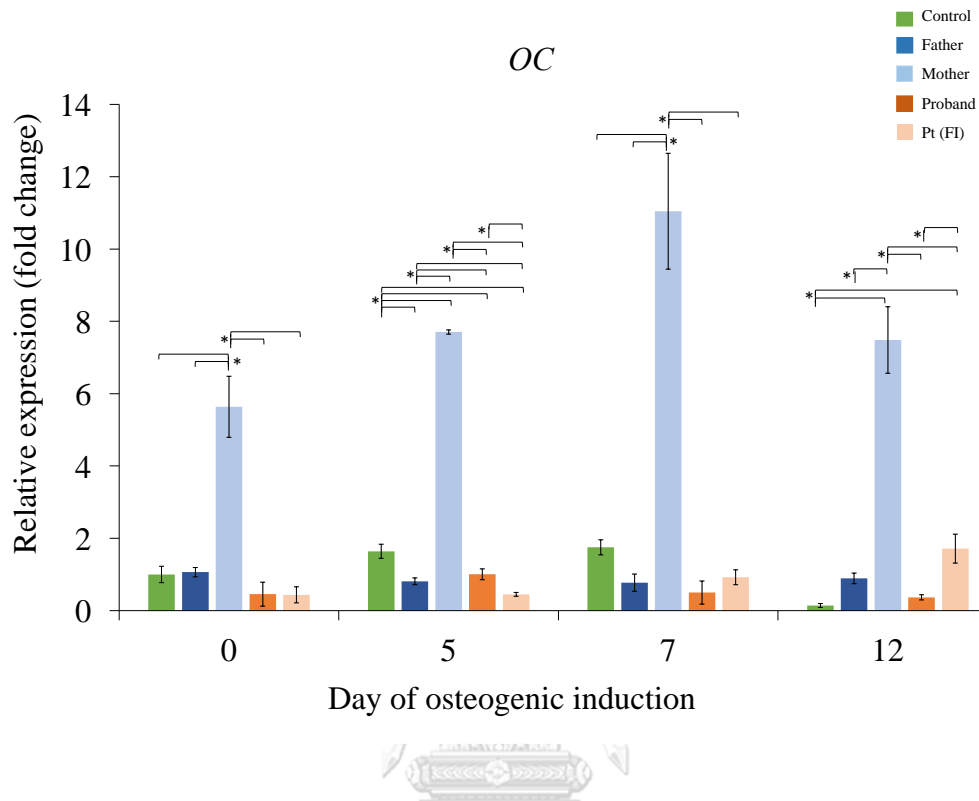 OC
Control
Father
Mother
Proband
Pt (FI)
Relative expression (fold change)
14
12
10
8
6
4
2
0
* * * * * * * * * * * *
0 5 7 12
Day of osteogenic induction